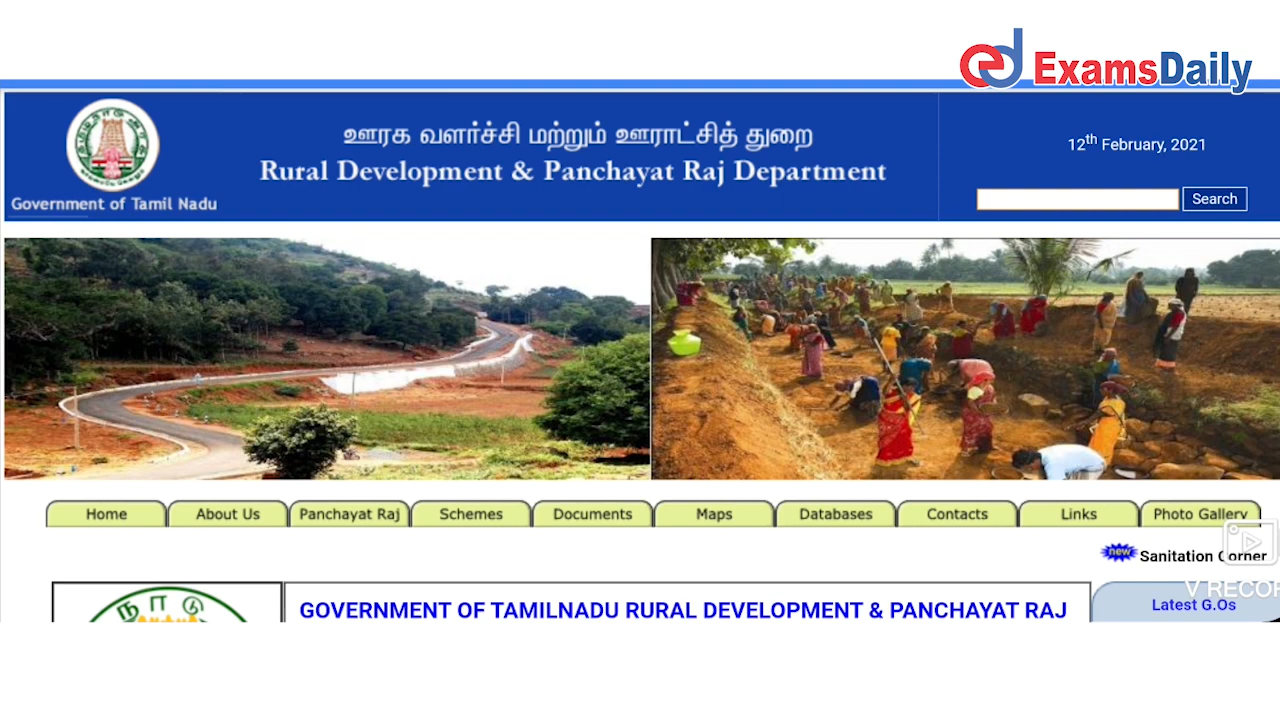 ExamsDaily
ஊரக வளர்ச்சி மற்றும் ஊராட்சித் துறை
Rural Development & Panchayat Raj Department
Government of Tamil Nadu
12th February, 2021
Search
Home
About Us
Panchayat Raj
Schemes
Documents
Maps
Databases
Contacts
Links
Photo Gallery
new Sanitation Corner
GOVERNMENT OF TAMILNADU RURAL DEVELOPMENT & PANCHAYAT RAJ
Latest G.Os
நாடு
V RECOR